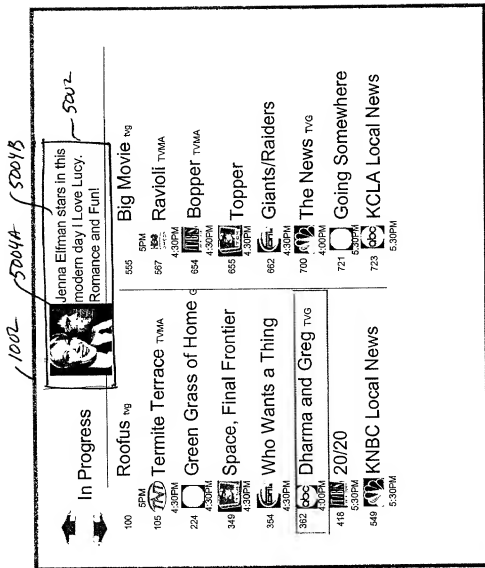 1002 5004A 5004B
5002
In Progress
Jenna Elfman stars in this
modern day I Love Lucy.
Romance and Fun!
100 Roofus tvg
5PM
105 TNT Termite Terrace TVMA
4:30PM
224 Green Grass of Home G
4:30PM
349 Space, Final Frontier
4:30PM
354 Who Wants a Thing
4:30PM
362 abc Dharma and Greg TVG
4:00PM
418 20/20
5:30PM
549 KNBC Local News
5:30PM
555 Big Movie tvg
5PM
567 Ravioli TVMA
4:30PM
654 Bopper TVMA
4:30PM
655 Topper
4:30PM
662 Giants/Raiders
4:30PM
700 The News TVG
4:00PM
721 Going Somewhere
5:30PM
723 abc KCLA Local News
5:30PM